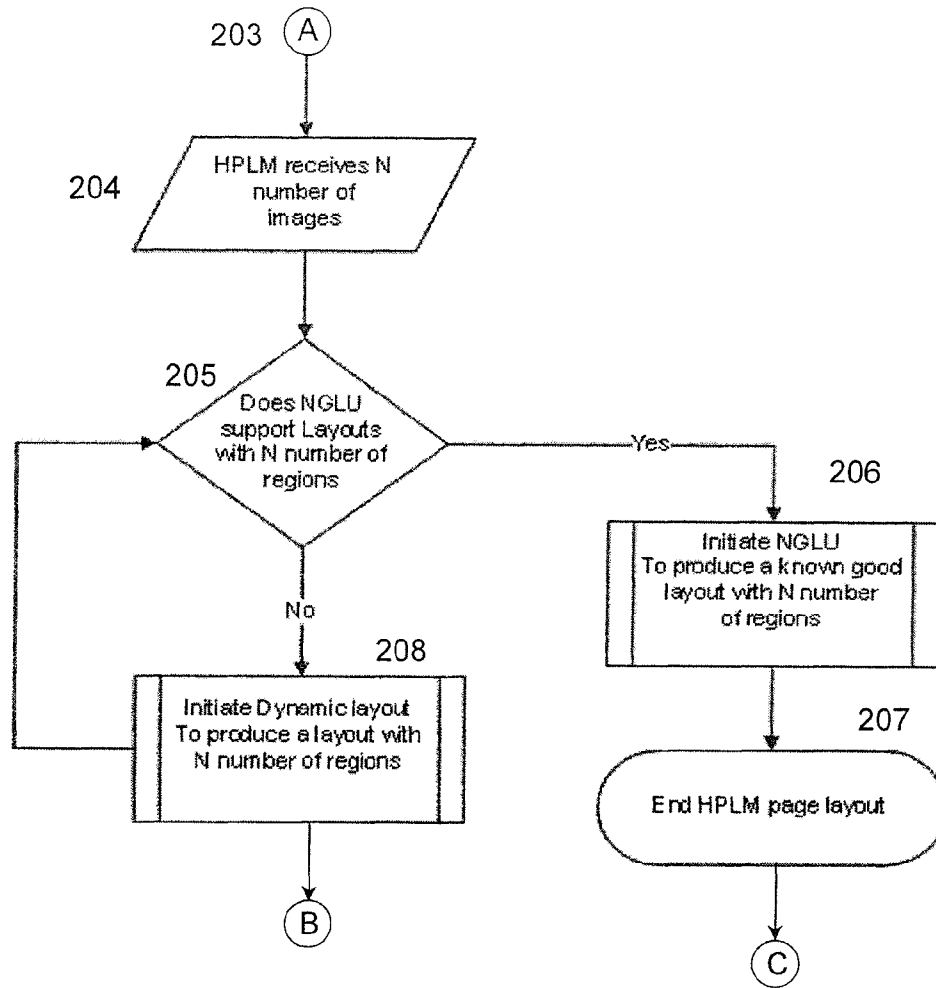 203
A
HPLM receives N
number of
images
204
205
Does NGLU
support Layouts
with N number of
regions
Yes
206
Initiate NGLU
To produce a known good
layout with N number
of regions
No
208
Initiate Dynamic layout
To produce a layout with
N number of regions
207
End HPLM page layout
B
C